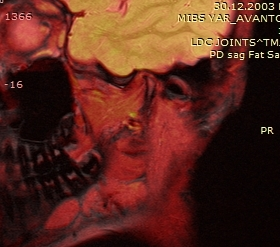 30.12.2003
1366
MIBS YAR_AVANTO
LDC JOINTS^TM
PD sag Fat Sa
-16
PR